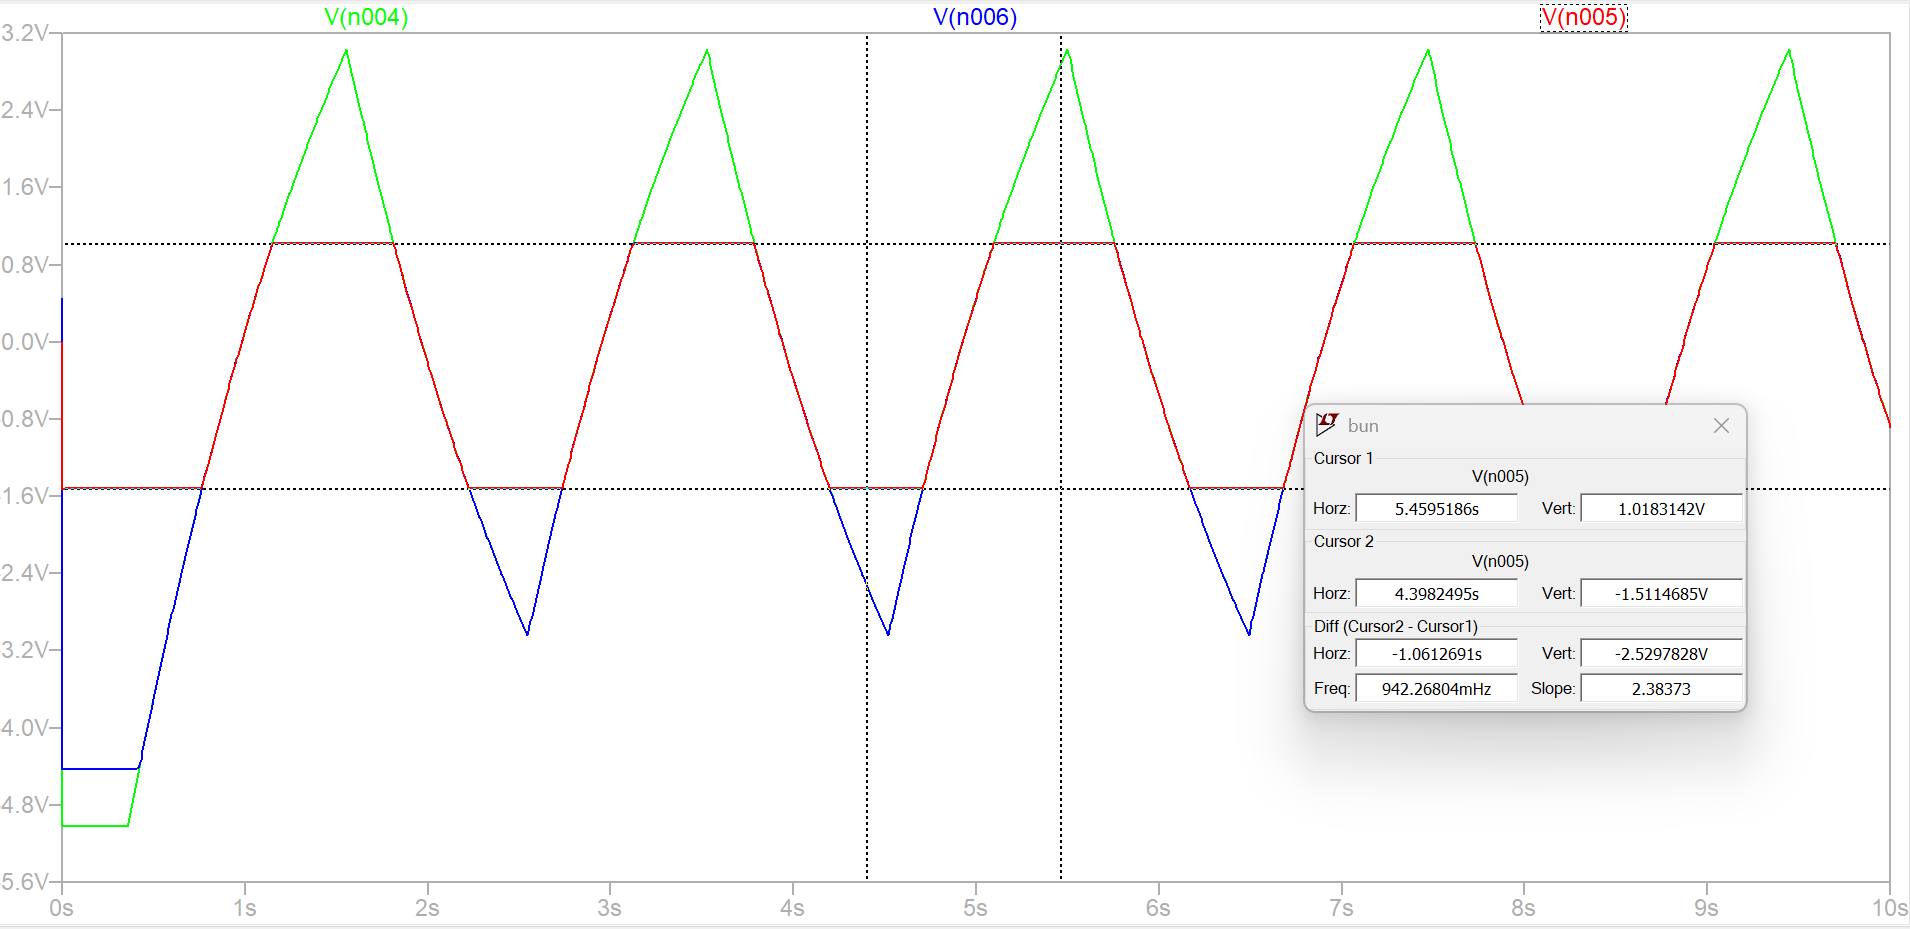 V(n004) V(n006) V(n005)
3.2V
2.4V
1.6V
0.8V
0.0V
0.8V
1.6V
2.4V
3.2V
4.0V
4.8V
5.6V
0s 1s 2s 3s 4s 5s 6s 7s 8s 9s 10s
bun
Cursor 1
V(n005)
Horz: 5.4595186s Vert: 1.0183142V
Cursor 2
V(n005)
Horz: 4.3982495s Vert: -1.5114685V
Diff (Cursor2 - Cursor1)
Horz: -1.0612691s Vert: -2.5297828V
Freq: 942.26804mHz Slope: 2.38373